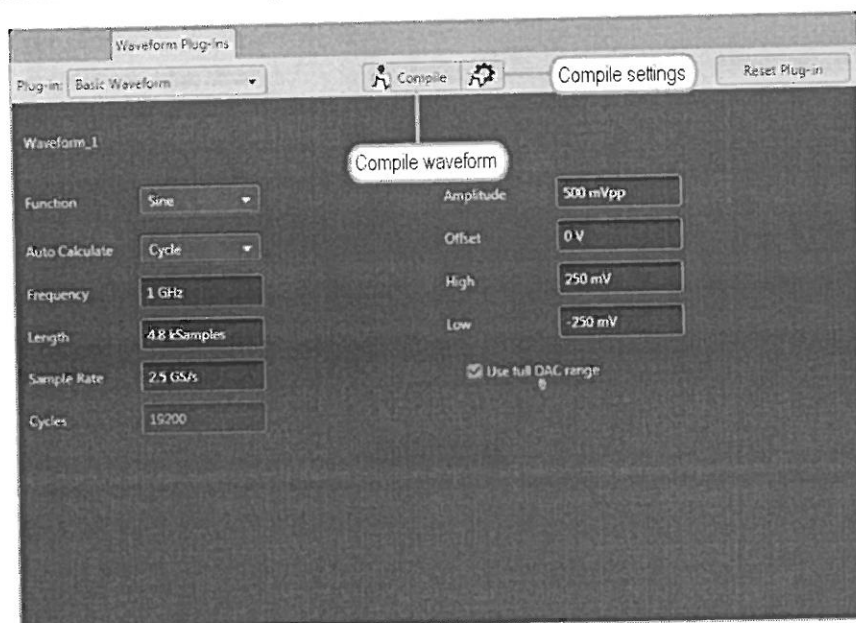 Waveform Plug-ins
Plug-in: Basic Waveform Compile Compile settings Reset Plug-in
Waveform_1
Compile waveform
Function Sine
Auto Calculate Cycle
Frequency 1 GHz
Length 4.8 kSamples
Sample Rate 2.5 GS/s
Cycles 19200
Amplitude 500 mVpp
Offset 0 V
High 250 mV
Low -250 mV
Use full DAC range